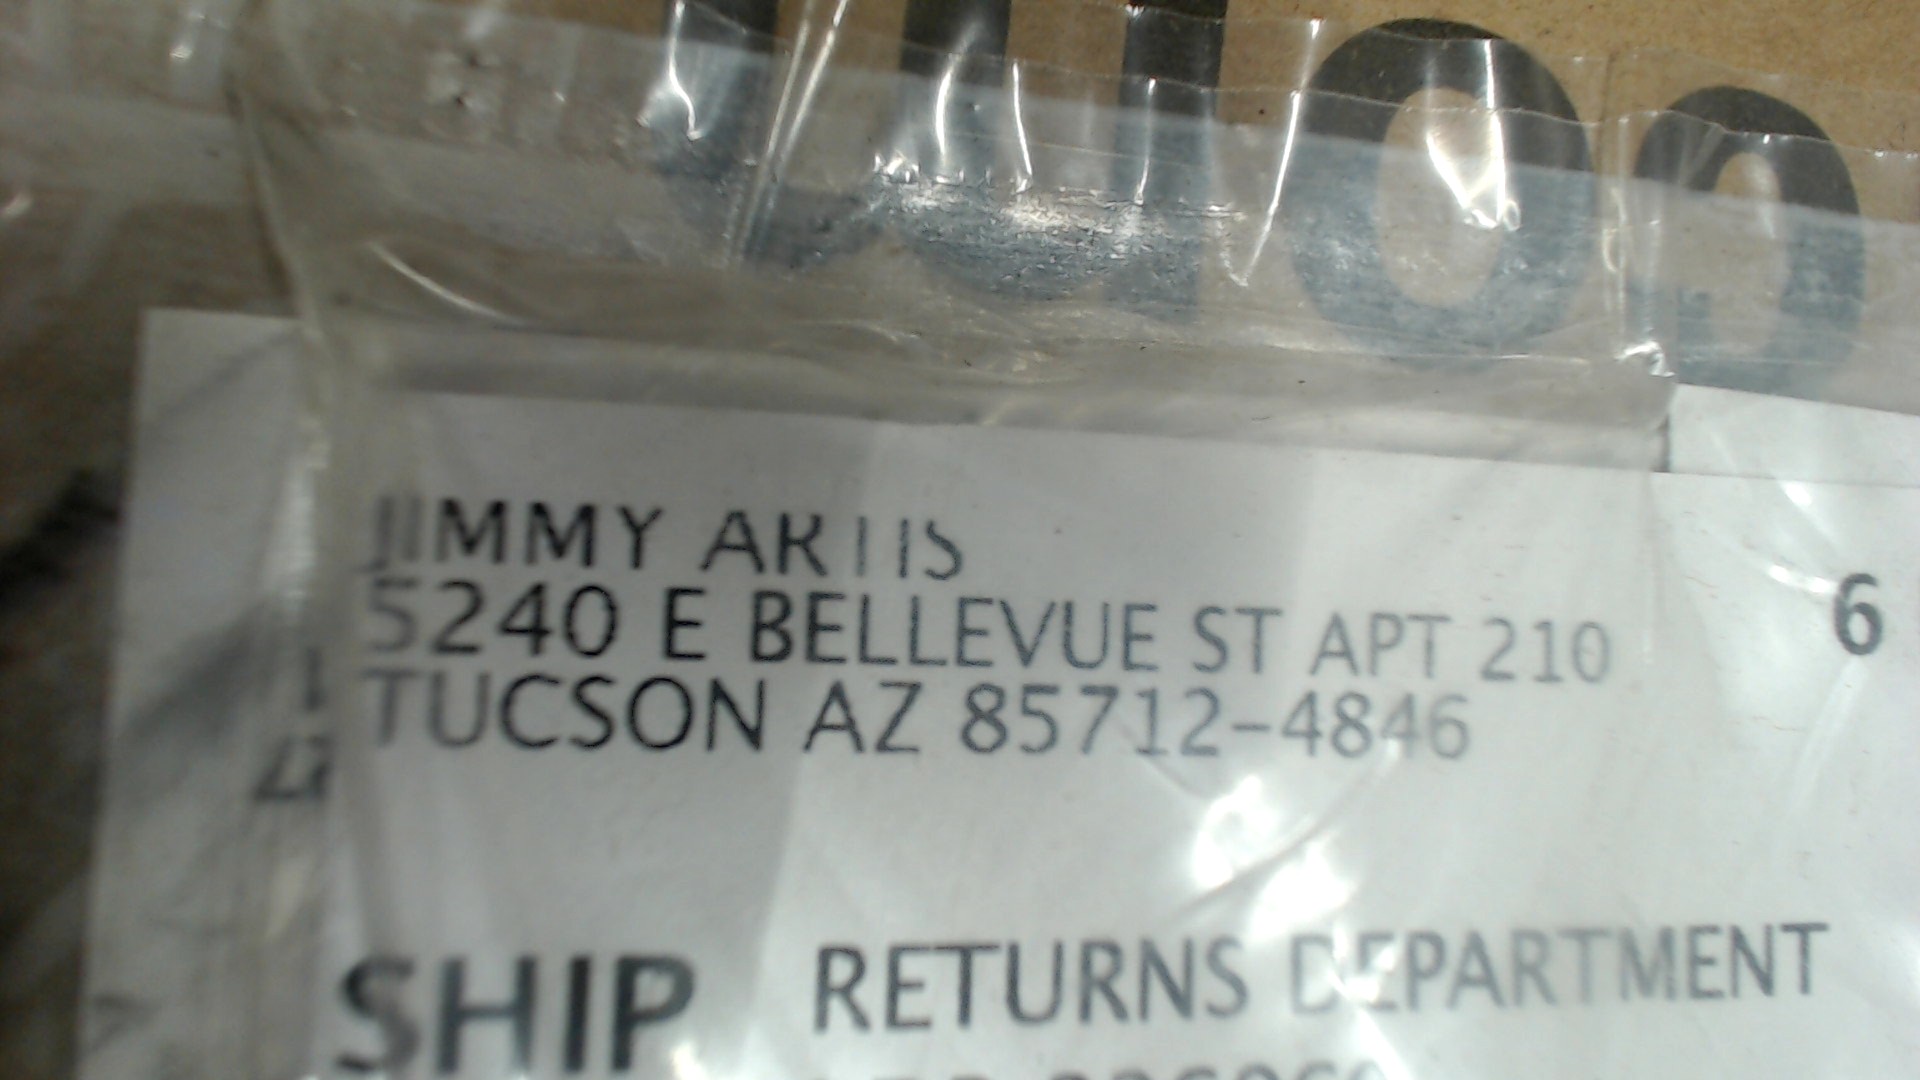 JIMMY ARTIS
5240 E BELLEVUE ST APT 210
TUCSON AZ 85712-4846
6
SHIP RETURNS DEPARTMENT